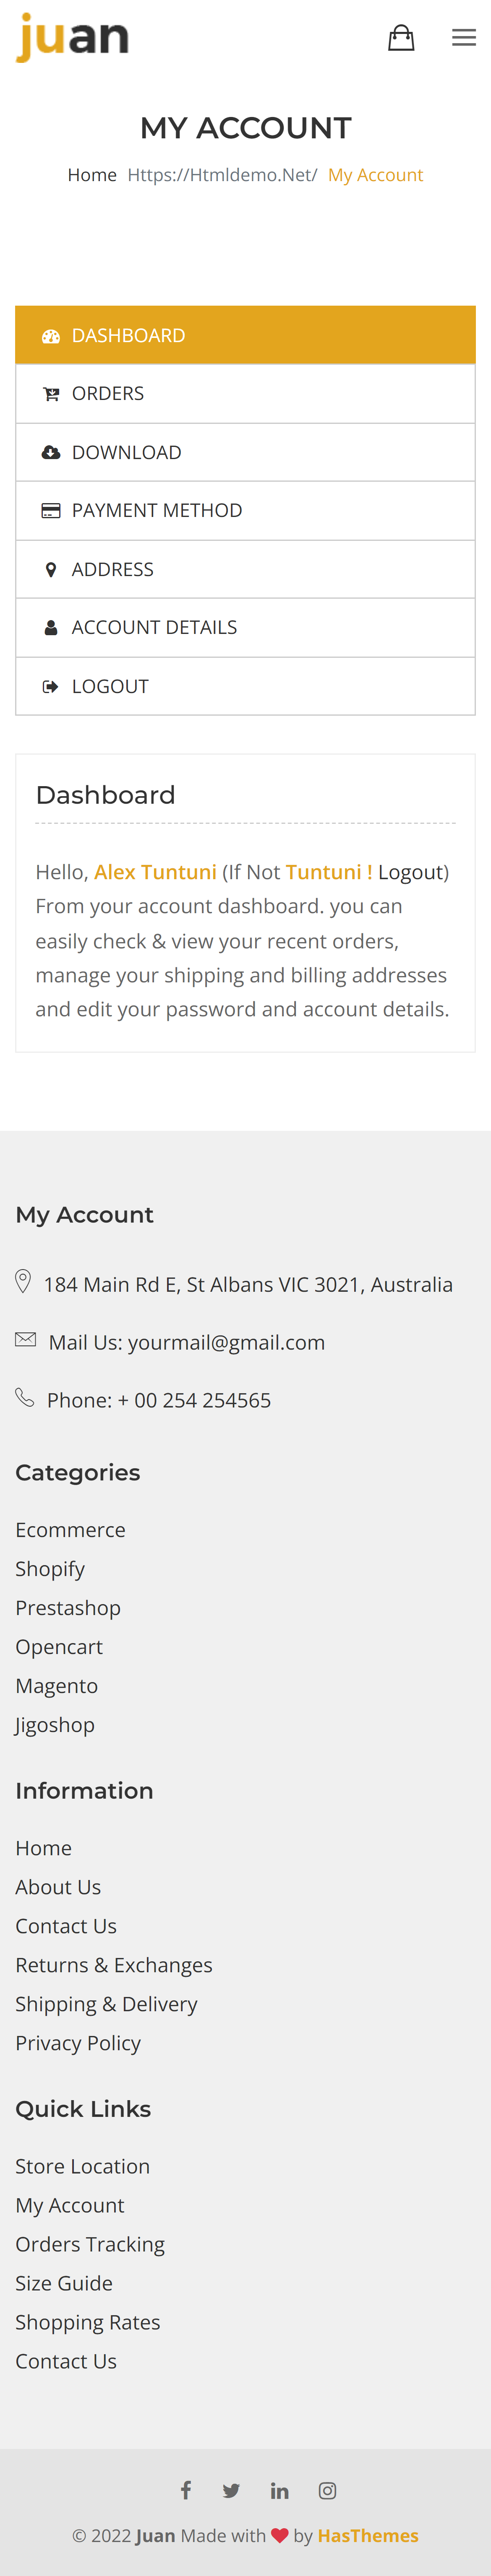 juan
MY ACCOUNT
Home Https://Htmldemo.Net/ My Account
DASHBOARD
ORDERS
DOWNLOAD
PAYMENT METHOD
ADDRESS
ACCOUNT DETAILS
LOGOUT
Dashboard
Hello, Alex Tuntuni (If Not Tuntuni ! Logout)
From your account dashboard. you can
easily check & view your recent orders,
manage your shipping and billing addresses
and edit your password and account details.
My Account
184 Main Rd E, St Albans VIC 3021, Australia
Mail Us: yourmail@gmail.com
Phone: + 00 254 254565
Categories
Ecommerce
Shopify
Prestashop
Opencart
Magento
Jigoshop
Information
Home
About Us
Contact Us
Returns & Exchanges
Shipping & Delivery
Privacy Policy
Quick Links
Store Location
My Account
Orders Tracking
Size Guide
Shopping Rates
Contact Us
© 2022 Juan Made with ❤ by HasThemes